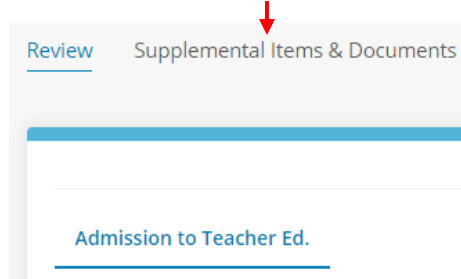 Review Supplemental Items & Documents
Admission to Teacher Ed.